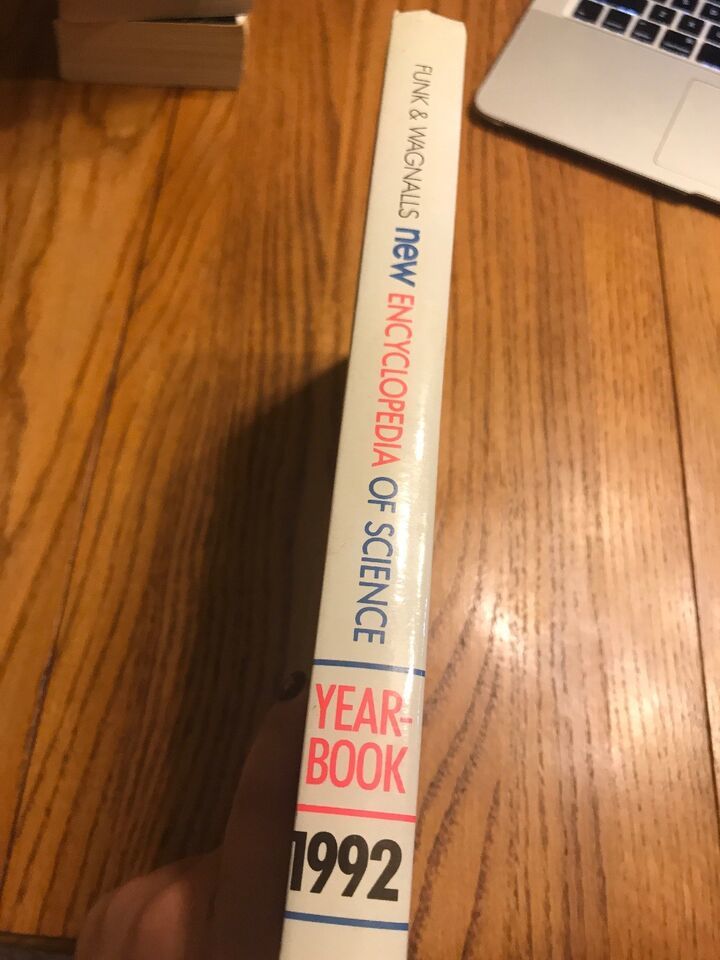 FUNK & WAGNALLS new ENCYCLOPEDIA OF SCIENCE
YEAR-
BOOK
1992